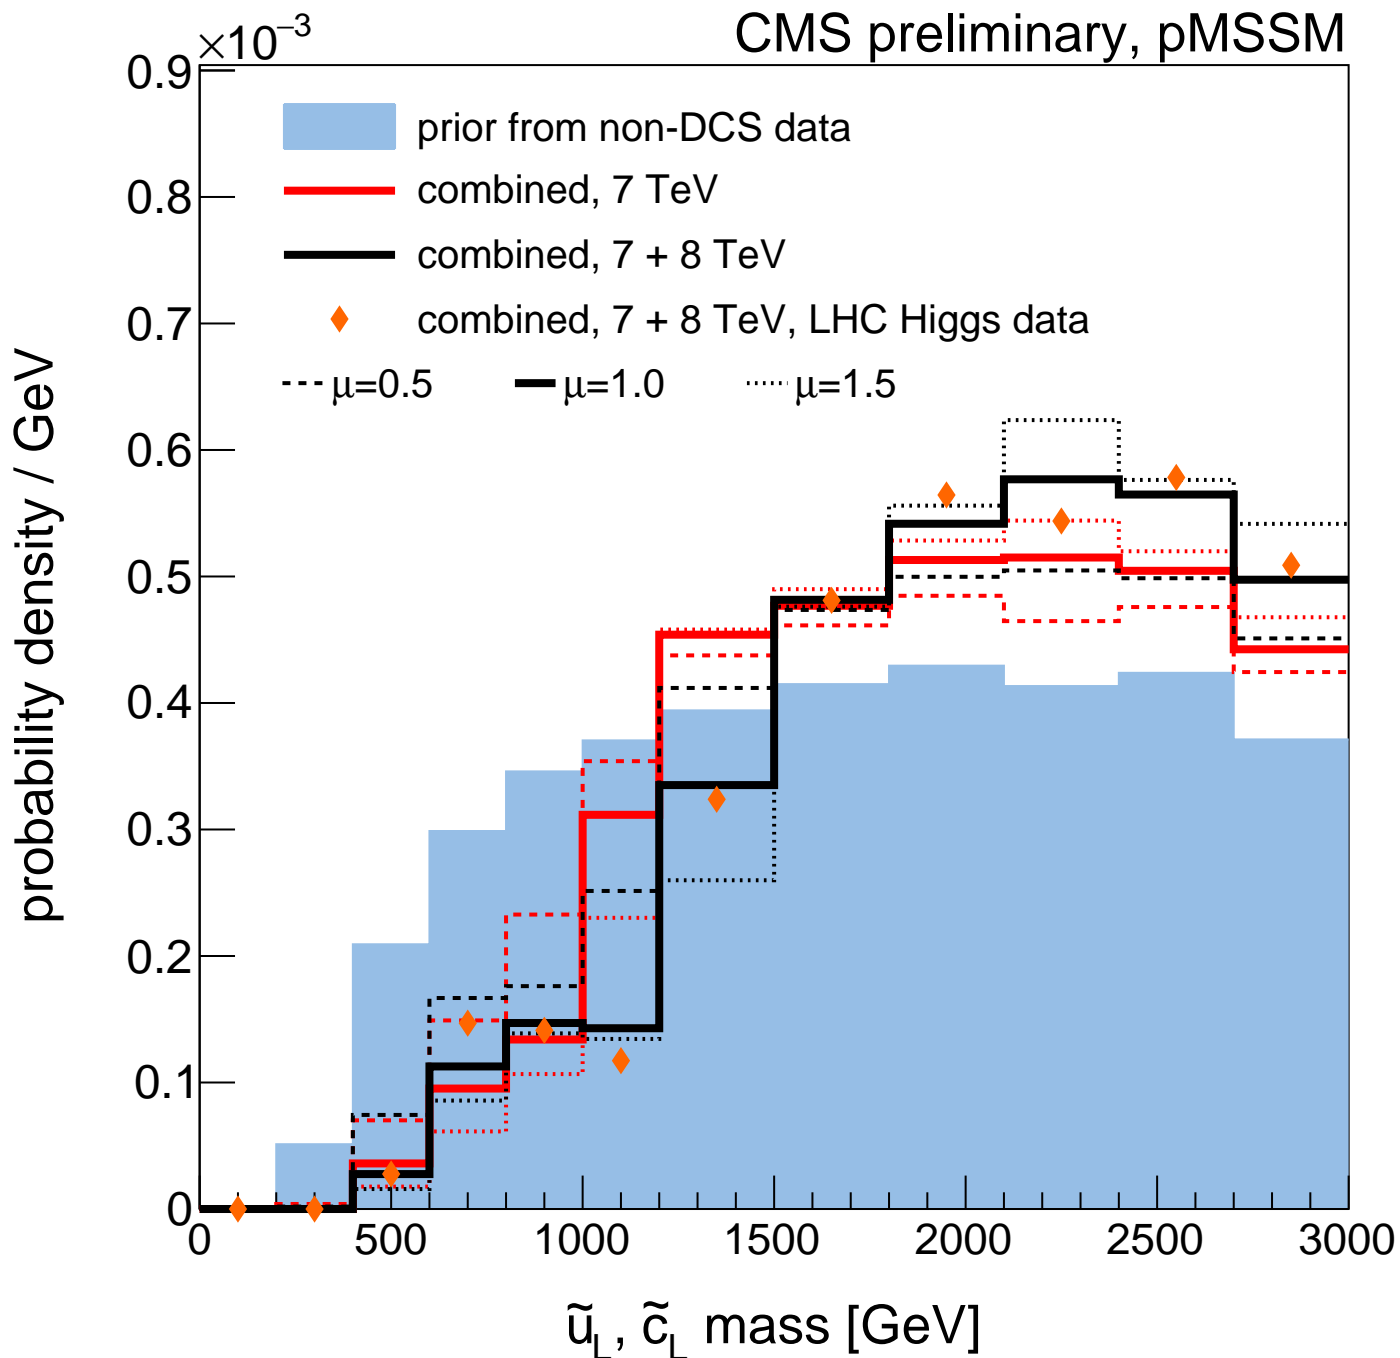 ×10⁻³
CMS preliminary, pMSSM
prior from non-DCS data
combined, 7 TeV
combined, 7 + 8 TeV
combined, 7 + 8 TeV, LHC Higgs data
μ=0.5 μ=1.0 μ=1.5
probability density / GeV
0.9
0.8
0.7
0.6
0.5
0.4
0.3
0.2
0.1
0
0 500 1000 1500 2000 2500 3000
ũ_L, c̃_L mass [GeV]